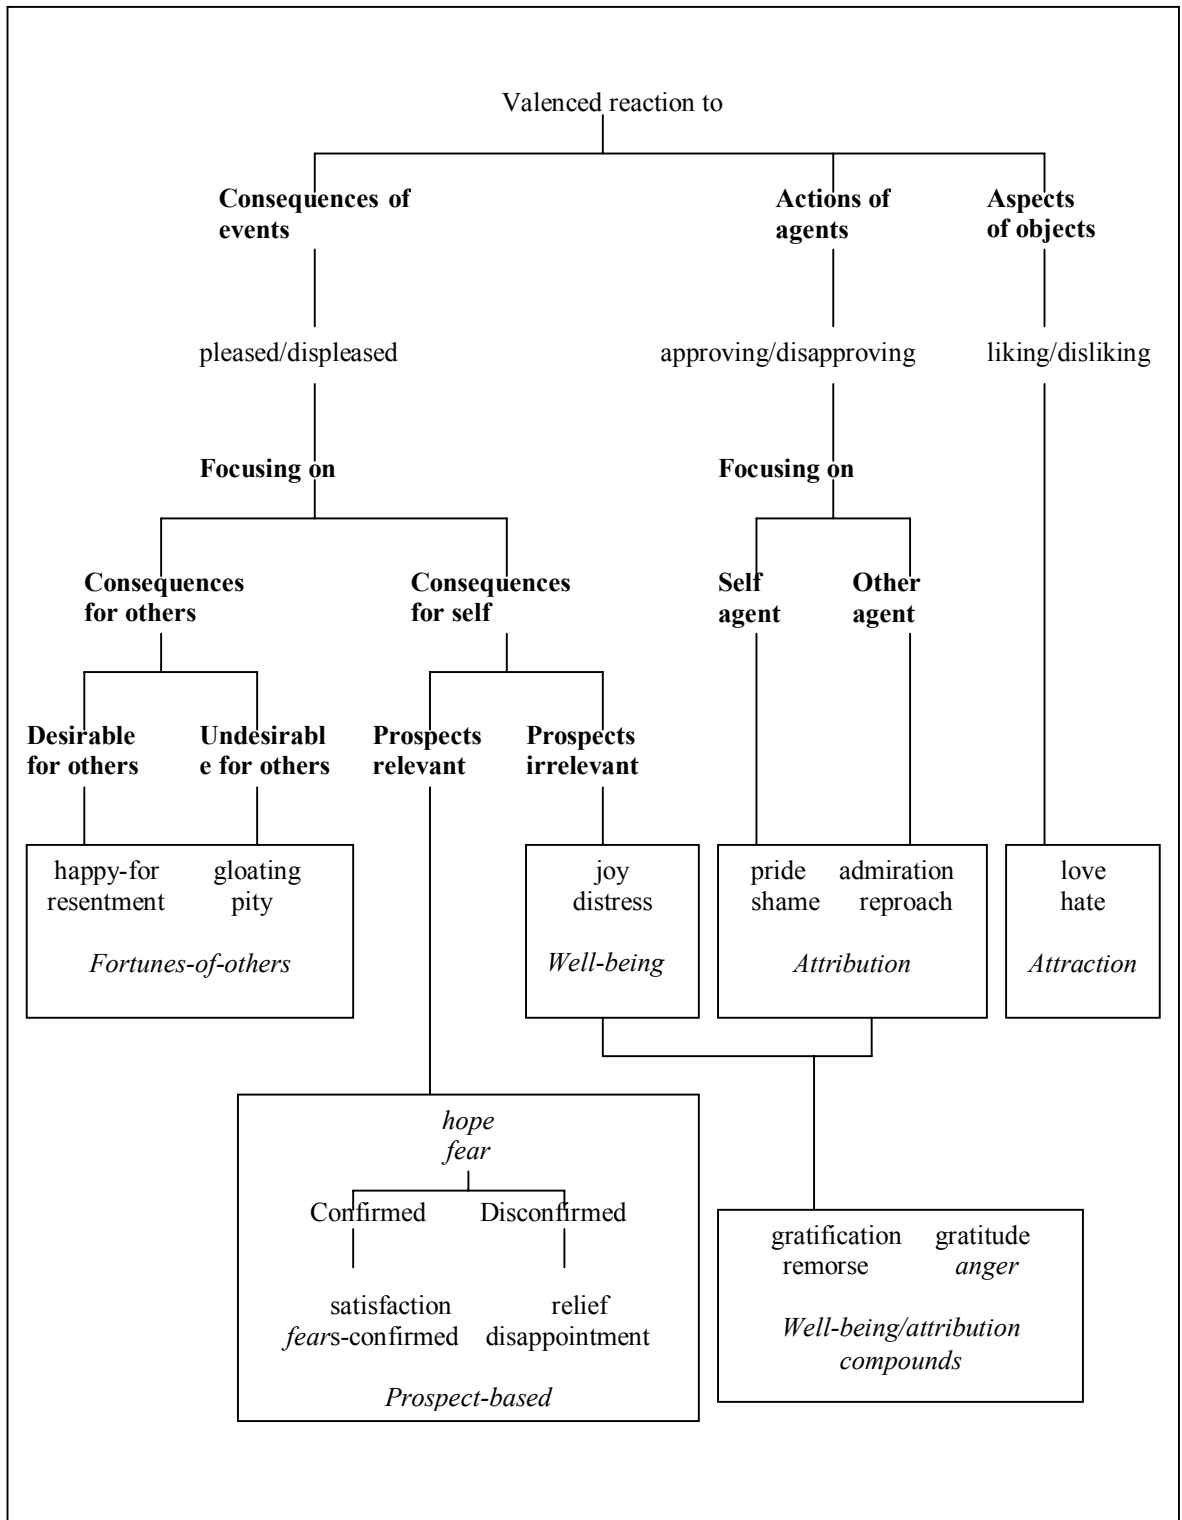 Valenced reaction to
Consequences of
events
Actions of
agents
Aspects
of objects
pleased/displeased
approving/disapproving
liking/disliking
Focusing on
Focusing on
Consequences
for others
Consequences
for self
Self
agent
Other
agent
Desirable
for others
Undesirabl
e for others
Prospects
relevant
Prospects
irrelevant
happy-for
resentment
gloating
pity
Fortunes-of-others
joy
distress
Well-being
pride
shame
admiration
reproach
Attribution
love
hate
Attraction
hope
fear
Confirmed
Disconfirmed
satisfaction
fears-confirmed
relief
disappointment
Prospect-based
gratification
remorse
gratitude
anger
Well-being/attribution
compounds